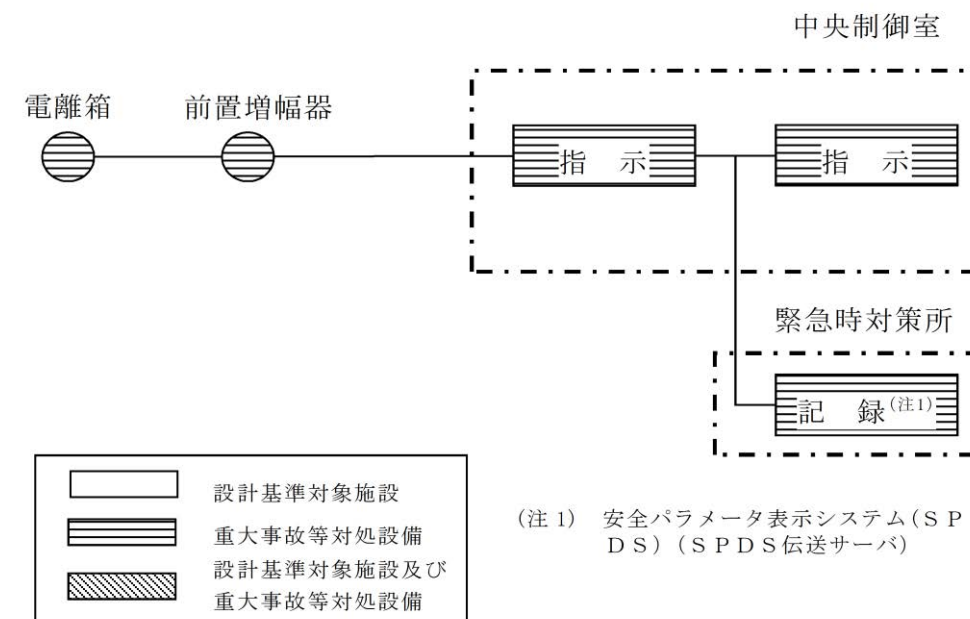 中央制御室
電離箱
前置増幅器
指 示
指 示
緊急時対策所
記 録(注1)
設計基準対象施設
重大事故等対処設備
設計基準対象施設及び
重大事故等対処設備
(注 1) 安全パラメータ表示システム(SP
DS)(SPDS伝送サーバ)